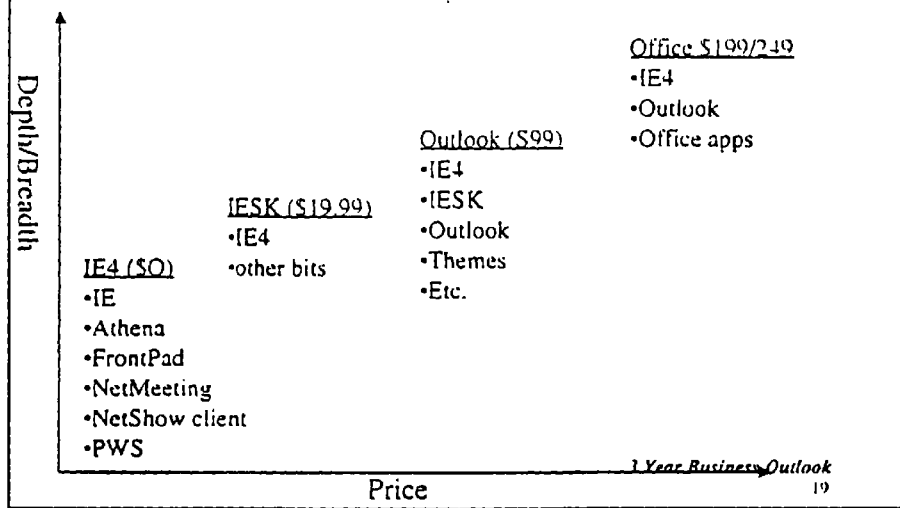 Depth/Breadth
Office $199/249
•IE4
•Outlook
•Office apps
Outlook ($99)
•IE4
•IESK
•Outlook
•Themes
•Etc.
IESK ($19.99)
•IE4
•other bits
IE4 ($0)
•IE
•Athena
•FrontPad
•NetMeeting
•NetShow client
•PWS
Price
3 Year Business Outlook
19